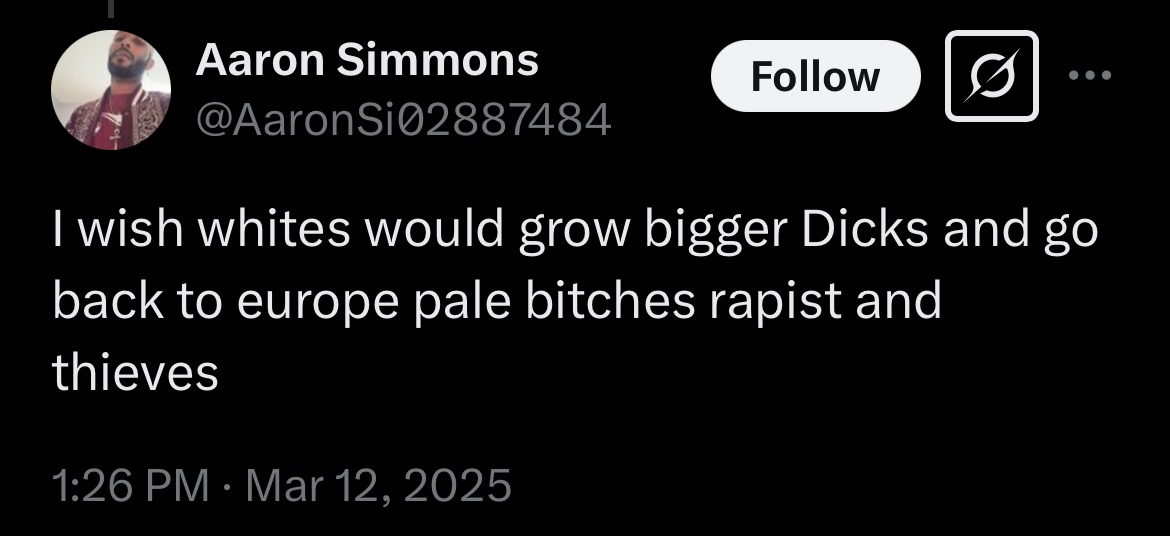 Aaron Simmons
@AaronSi02887484
Follow
I wish whites would grow bigger Dicks and go
back to europe pale bitches rapist and
thieves
1:26 PM · Mar 12, 2025